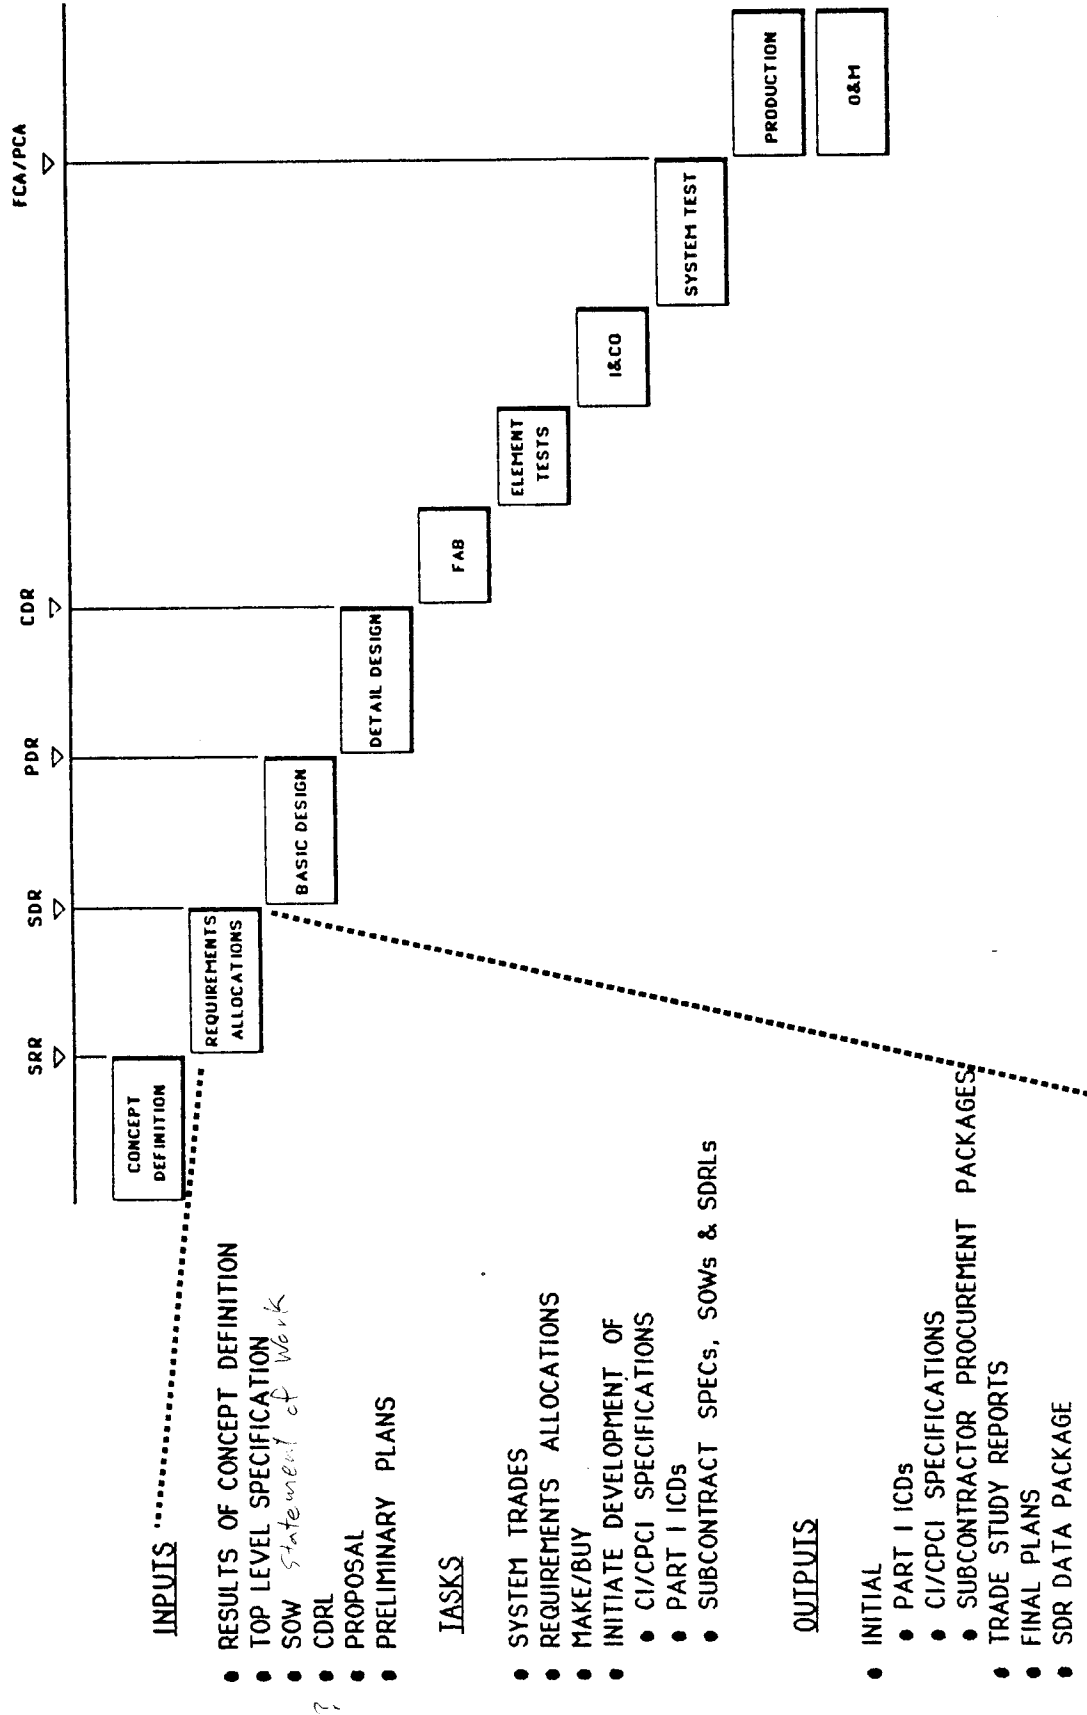 SRR SDR PDR CDR FCA/PCA
CONCEPT
DEFINITION
REQUIREMENTS
ALLOCATIONS
BASIC DESIGN
DETAIL DESIGN
FAB
ELEMENT
TESTS
I&CO
SYSTEM TEST
PRODUCTION
O&M
INPUTS
• RESULTS OF CONCEPT DEFINITION
• TOP LEVEL SPECIFICATION
• SOW Statement of Work
? • CDRL
• PROPOSAL
• PRELIMINARY PLANS
TASKS
• SYSTEM TRADES
• REQUIREMENTS ALLOCATIONS
• MAKE/BUY
• INITIATE DEVELOPMENT OF
• CI/CPCI SPECIFICATIONS
• PART I ICDs
• SUBCONTRACT SPECs, SOWs & SDRLs
OUTPUTS
• INITIAL
• PART I ICDs
• CI/CPCI SPECIFICATIONS
• SUBCONTRACTOR PROCUREMENT PACKAGES
• TRADE STUDY REPORTS
• FINAL PLANS
• SDR DATA PACKAGE